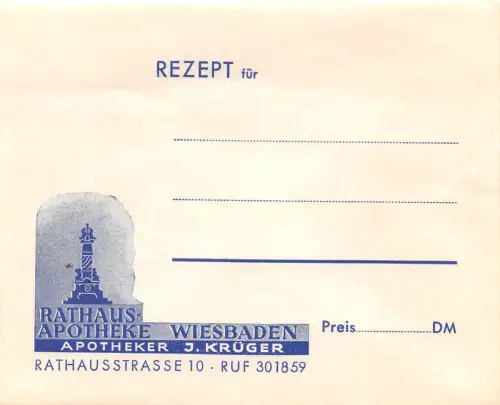 REZEPT für
RATHAUS-
APOTHEKE WIESBADEN
APOTHEKER J. KRÜGER
RATHAUSSTRASSE 10 · RUF 301859
Preis....................DM